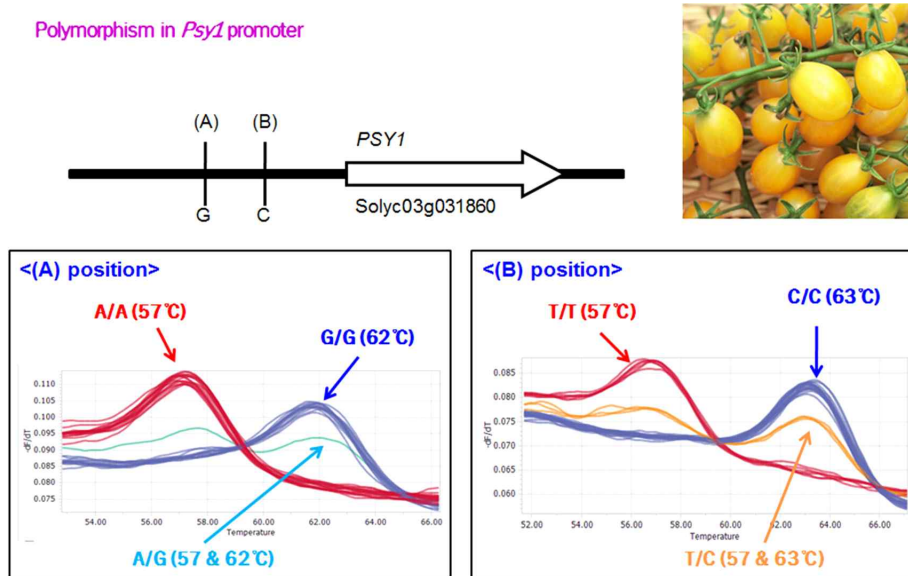 Polymorphism in Psy1 promoter
(A) (B)
PSY1
G C
Solyc03g031860
<(A) position>
A/A (57℃)
G/G (62℃)
0.110
0.105
0.100
0.095
0.090
0.085
0.080
0.075
-dF/dT
54.00 56.00 58.00 60.00 62.00 64.00 66.00
Temperature
A/G (57 & 62℃)
<(B) position>
C/C (63℃)
T/T (57℃)
0.085
0.080
0.075
0.070
0.065
0.060
-dF/dT
52.00 54.00 56.00 58.00 60.00 62.00 64.00 66.00
Temperature
T/C (57 & 63℃)